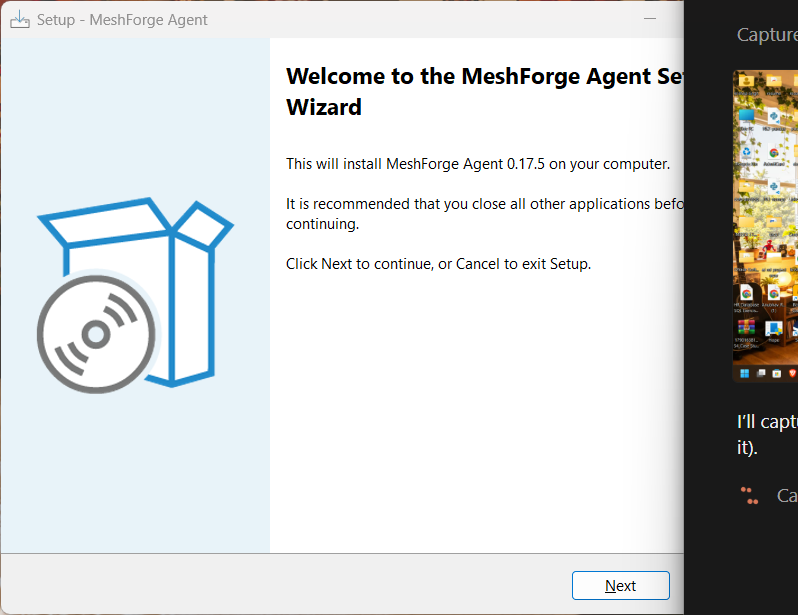 Setup - MeshForge Agent
Welcome to the MeshForge Agent Se
Wizard
This will install MeshForge Agent 0.17.5 on your computer.
It is recommended that you close all other applications befo
continuing.
Click Next to continue, or Cancel to exit Setup.
Next
Capture
I'll capt
it).
Ca